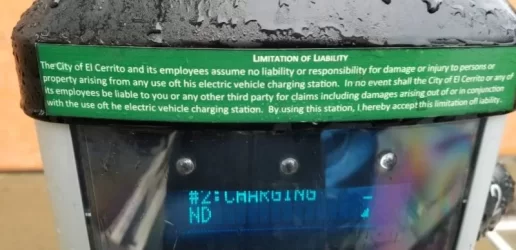 LIMITATION OF LIABILITY
The City of El Cerrito and its employees assume no liability or responsibility for damage or injury to persons or
property arising from any use oft his electric vehicle charging station. In no event shall the City of El Cerrito or any of
its employees be liable to you or any other third party for claims including damages arising out of or in conjunction
with the use oft he electric vehicle charging station. By using this station, I hereby accept this limitation ofl iability.
#2:CHARGING
ND